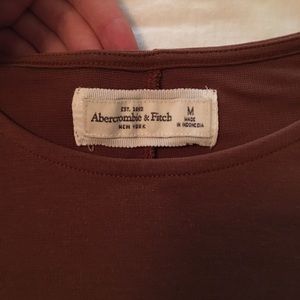 EST. 1892
Abercrombie & Fitch
NEW YORK
M
MADE
IN INDONESIA